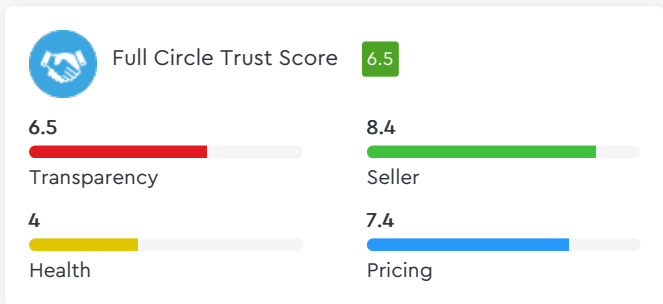 Full Circle Trust Score 6.5
6.5
Transparency
8.4
Seller
4
Health
7.4
Pricing